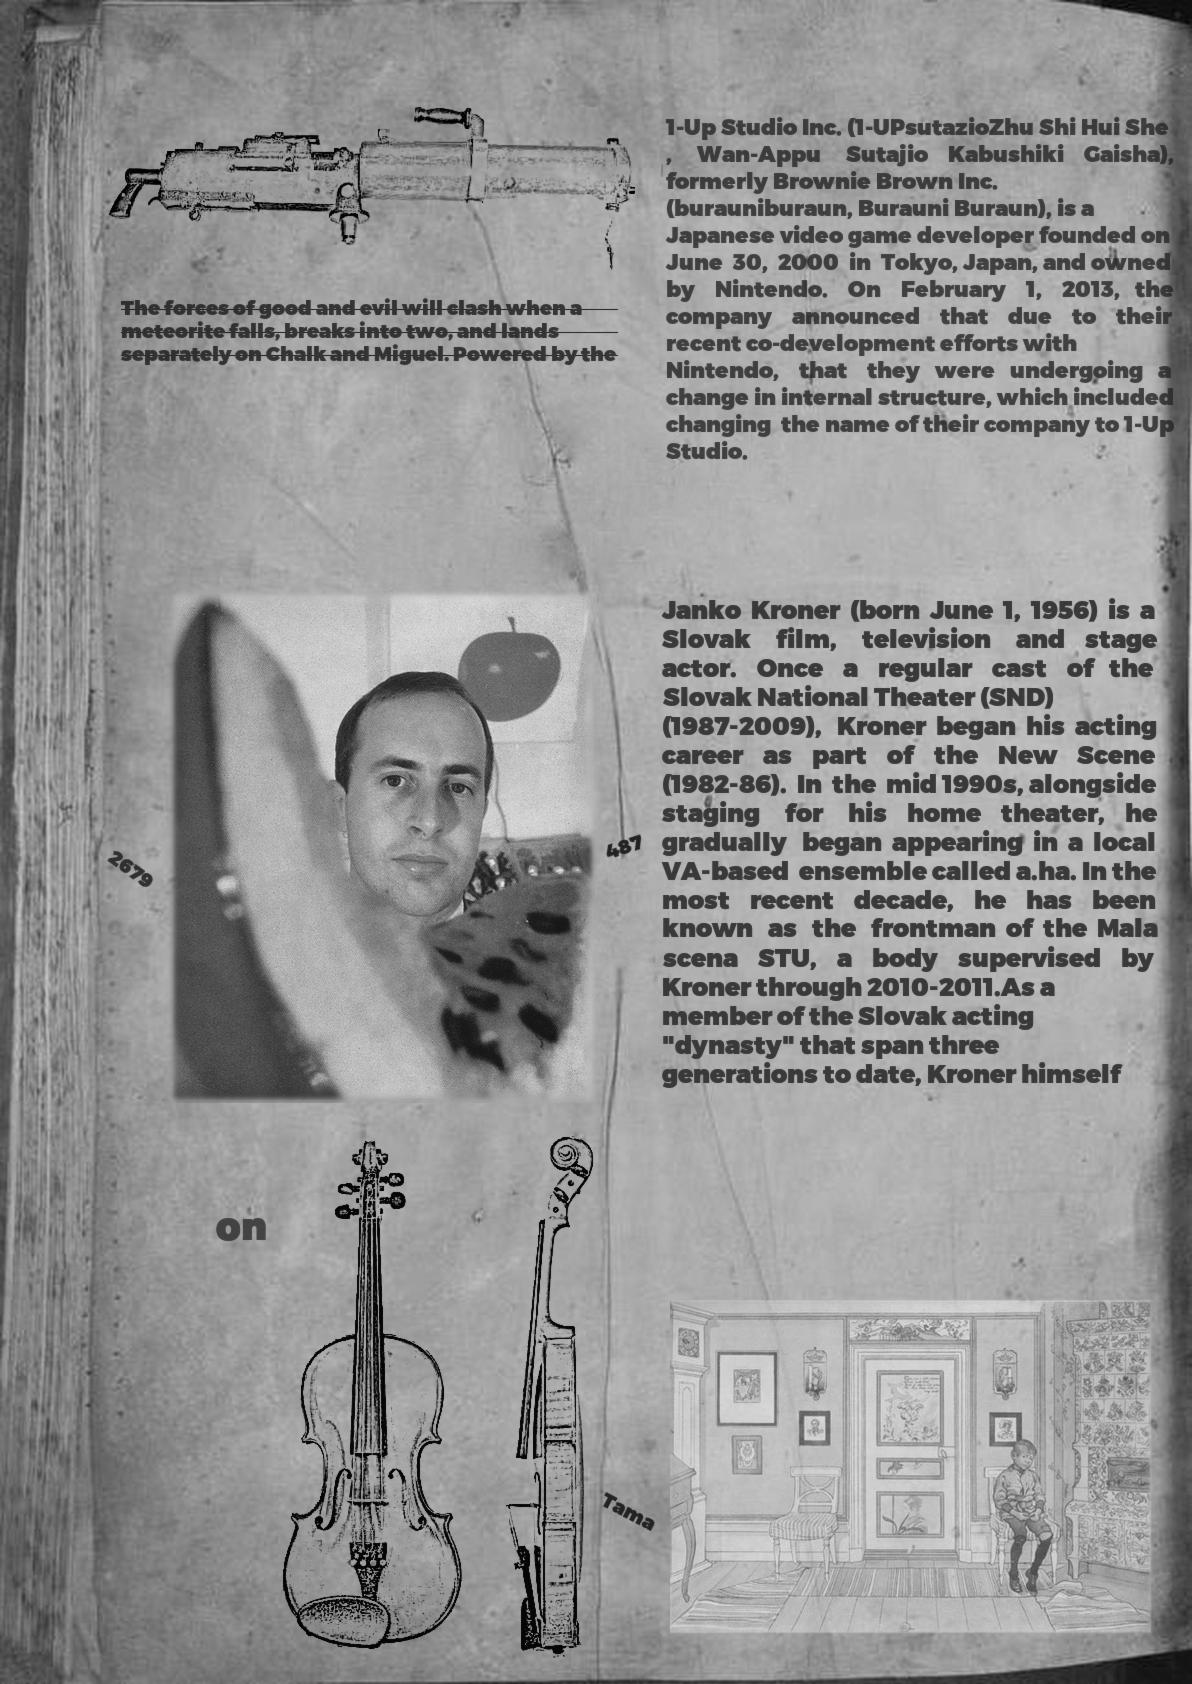 1-Up Studio Inc. (1-UPsutazioZhu Shi Hui She
, Wan-Appu Sutajio Kabushiki Gaisha),
formerly Brownie Brown Inc.
(burauniburaun, Burauni Buraun), is a
Japanese video game developer founded on
June 30, 2000 in Tokyo, Japan, and owned
by Nintendo. On February 1, 2013, the
company announced that due to their
recent co-development efforts with
Nintendo, that they were undergoing a
change in internal structure, which included
changing the name of their company to 1-Up
Studio.
The forces of good and evil will clash when a
meteorite falls, breaks into two, and lands
separately on Chalk and Miguel. Powered by the
Janko Kroner (born June 1, 1956) is a
Slovak film, television and stage
actor. Once a regular cast of the
Slovak National Theater (SND)
(1987-2009), Kroner began his acting
career as part of the New Scene
(1982-86). In the mid 1990s, alongside
staging for his home theater, he
gradually began appearing in a local
VA-based ensemble called a.ha. In the
most recent decade, he has been
known as the frontman of the Mala
scena STU, a body supervised by
Kroner through 2010-2011.As a
member of the Slovak acting
"dynasty" that span three
generations to date, Kroner himself
2679
487
on
Tama